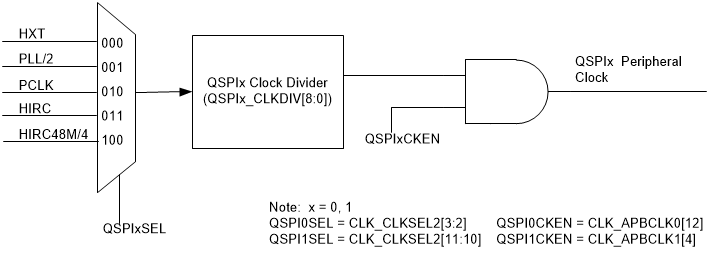 HXT
PLL/2
PCLK
HIRC
HIRC48M/4
000
001
010
011
100
QSPIxSEL
QSPIx Clock Divider
(QSPIx_CLKDIV[8:0])
QSPIxCKEN
QSPIx Peripheral
Clock
Note: x = 0, 1
QSPI0SEL = CLK_CLKSEL2[3:2] QSPI0CKEN = CLK_APBCLK0[12]
QSPI1SEL = CLK_CLKSEL2[11:10] QSPI1CKEN = CLK_APBCLK1[4]